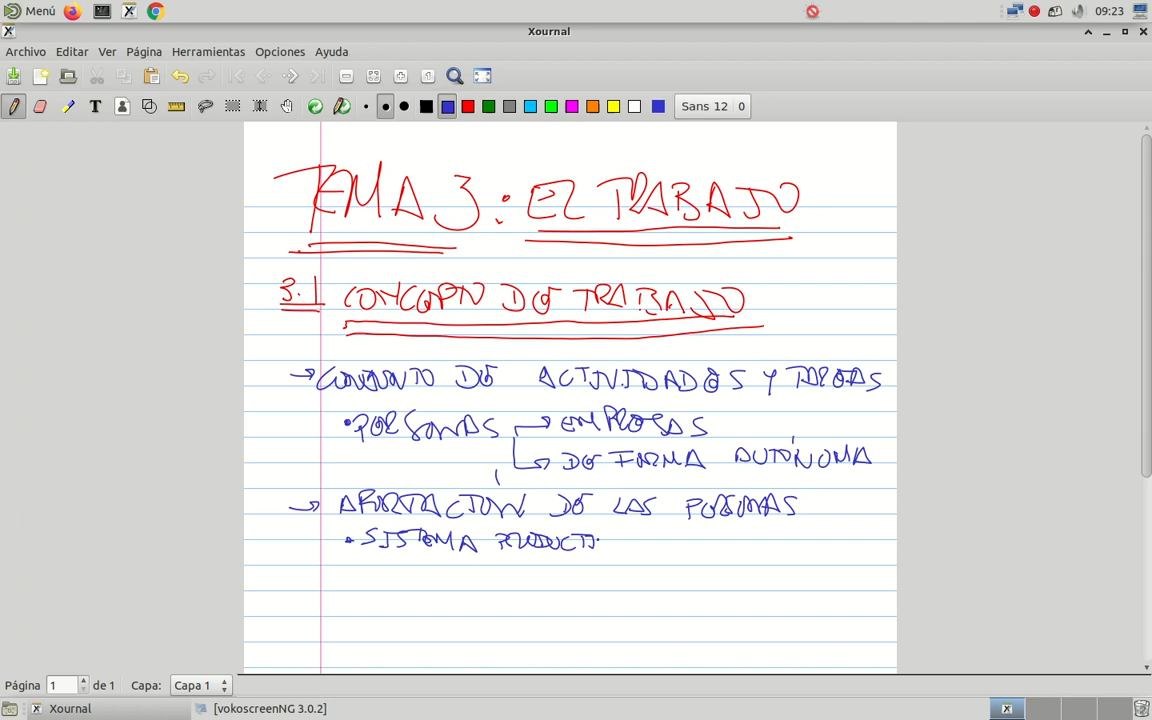 Menú
09:23
Xournal
Archivo Editar Ver Página Herramientas Opciones Ayuda
Sans 12 0
TEMA 3: EL TRABAJO
3.1 CONCEPTO DE TRABAJO
→ CONJUNTO DE ACTIVIDADES Y TAREAS
• PERSONAS → EMPRESAS
→ DE FORMA AUTÓNOMA
→ APORTACIÓN DE LAS PERSONAS
• SISTEMA PRODUCTI
Página 1 de 1 Capa: Capa 1
Xournal [vokoscreenNG 3.0.2]